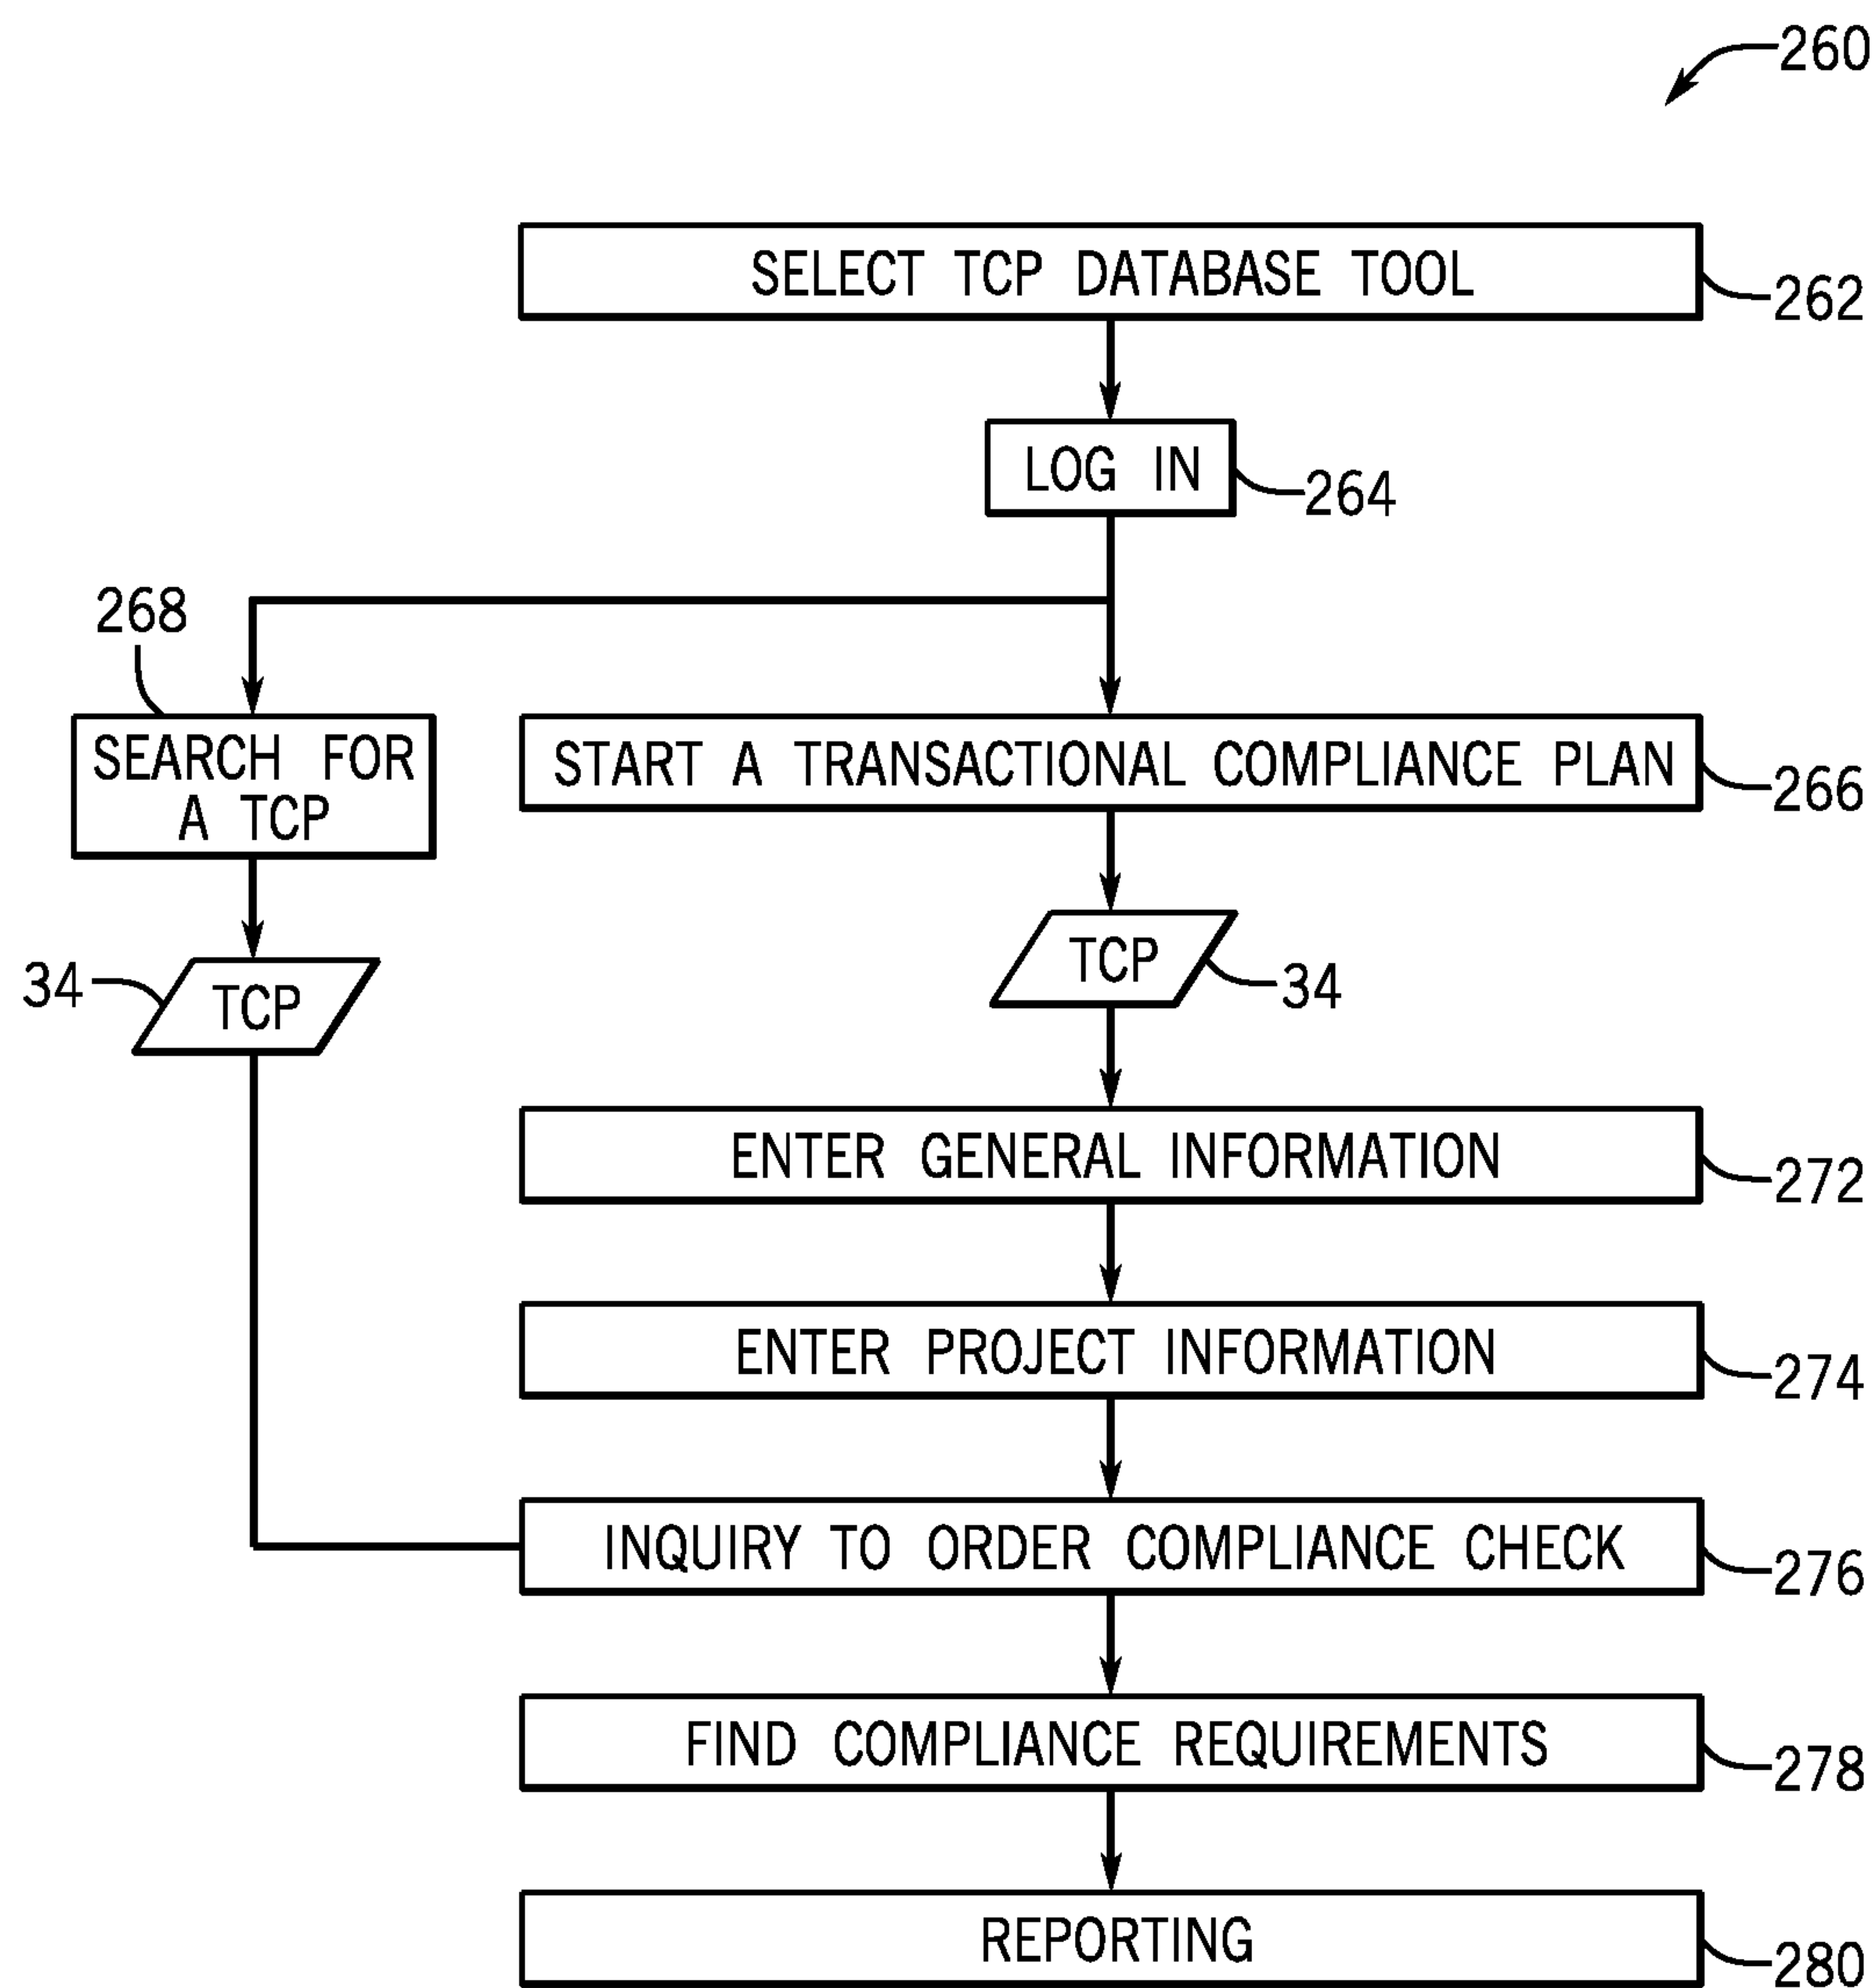 260
SELECT TCP DATABASE TOOL
262
LOG IN
264
268
SEARCH FOR
A TCP
START A TRANSACTIONAL COMPLIANCE PLAN
266
34
TCP
TCP
34
ENTER GENERAL INFORMATION
272
ENTER PROJECT INFORMATION
274
INQUIRY TO ORDER COMPLIANCE CHECK
276
FIND COMPLIANCE REQUIREMENTS
278
REPORTING
280